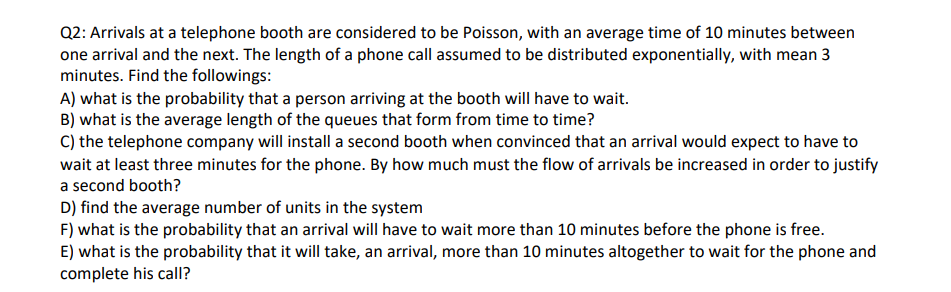 Q2: Arrivals at a telephone booth are considered to be Poisson, with an average time of 10 minutes between
one arrival and the next. The length of a phone call assumed to be distributed exponentially, with mean 3
minutes. Find the followings:
A) what is the probability that a person arriving at the booth will have to wait.
B) what is the average length of the queues that form from time to time?
C) the telephone company will install a second booth when convinced that an arrival would expect to have to
wait at least three minutes for the phone. By how much must the flow of arrivals be increased in order to justify
a second booth?
D) find the average number of units in the system
F) what is the probability that an arrival will have to wait more than 10 minutes before the phone is free.
E) what is the probability that it will take, an arrival, more than 10 minutes altogether to wait for the phone and
complete his call?